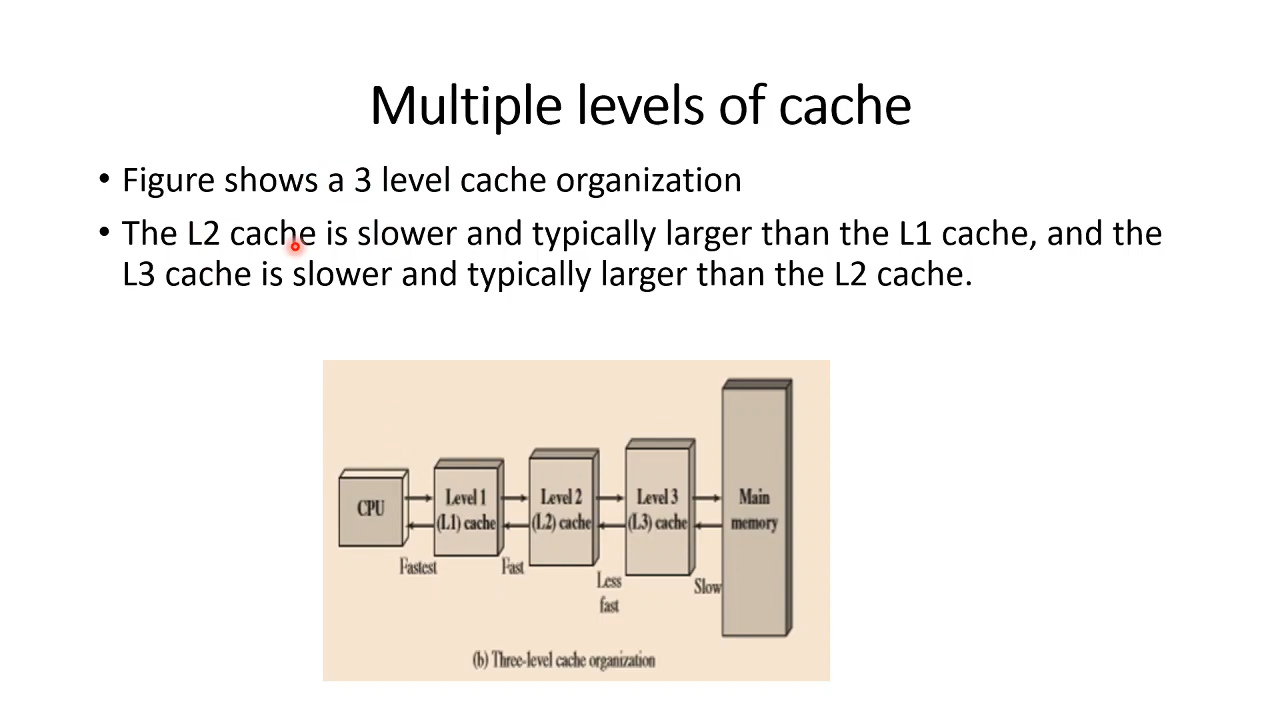 Multiple levels of cache
• Figure shows a 3 level cache organization
• The L2 cache is slower and typically larger than the L1 cache, and the
L3 cache is slower and typically larger than the L2 cache.
CPU
Level 1
(L1) cache
Level 2
(L2) cache
Level 3
(L3) cache
Main
memory
Fastest
Fast
Less
fast
Slow
(b) Three-level cache organization